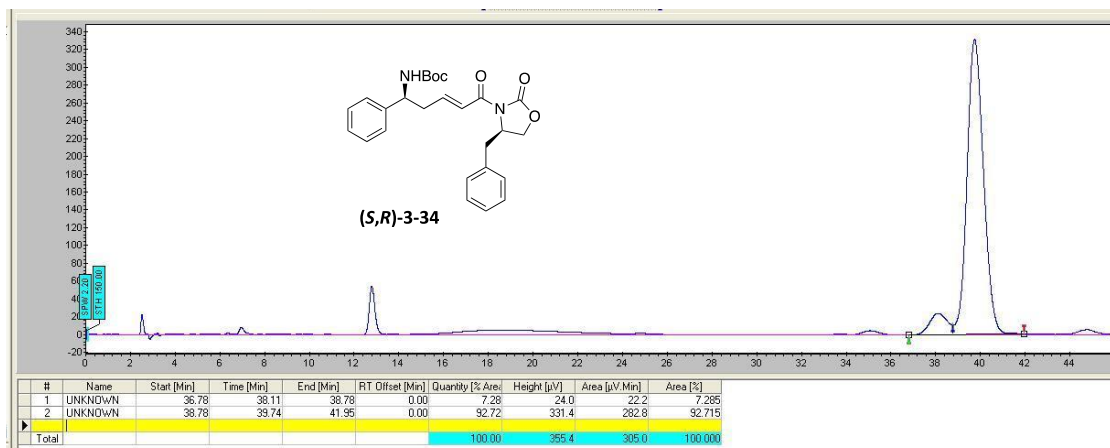 340
320
300
280
260
240
220
200
180
160
140
120
100
80
60
40
20
0
-20
SPW 2.20
STH 150.00
NHBoc
O
O
N
O
(S,R)-3-34
0 2 4 6 8 10 12 14 16 18 20 22 24 26 28 30 32 34 36 38 40 42 44
# Name Start [Min] Time [Min] End [Min] RT Offset [Min] Quantity [% Area Height [µV] Area [µV.Min] Area [%]
1 UNKNOWN 36.78 38.11 38.78 0.00 7.28 24.0 22.2 7.285
2 UNKNOWN 38.78 39.74 41.95 0.00 92.72 331.4 282.8 92.715
Total 100.00 355.4 305.0 100.000